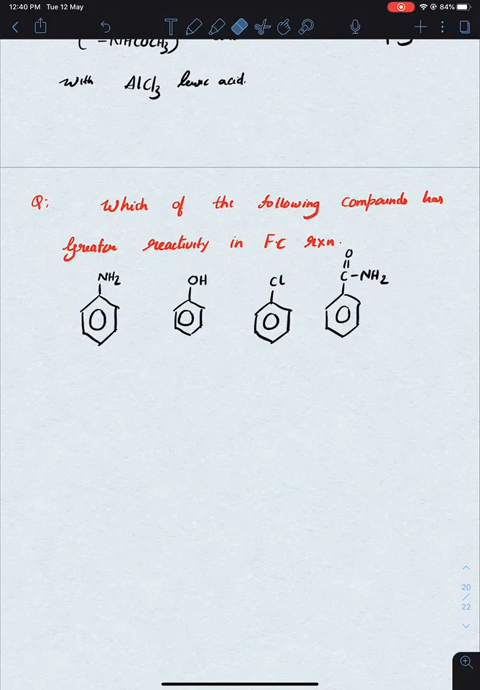 12:40 PM Tue 12 May
84%
(-NHCOCH3)
with AlCl3 lewis acid.
Q: Which of the following compounds has
Greater reactivity in FC rxn.
NH2 OH Cl O
C-NH2
20
22